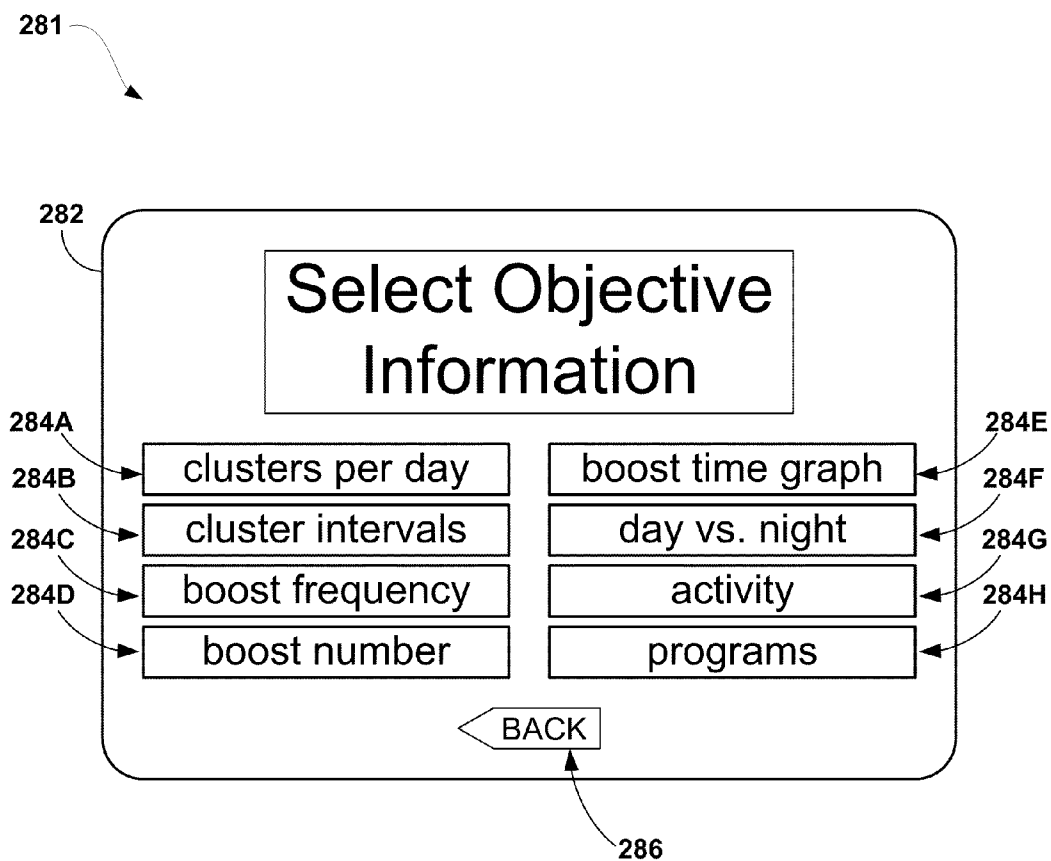 281
282
Select Objective
Information
284A
clusters per day
boost time graph
284E
284B
cluster intervals
day vs. night
284F
284C
boost frequency
activity
284G
284D
boost number
programs
284H
BACK
286